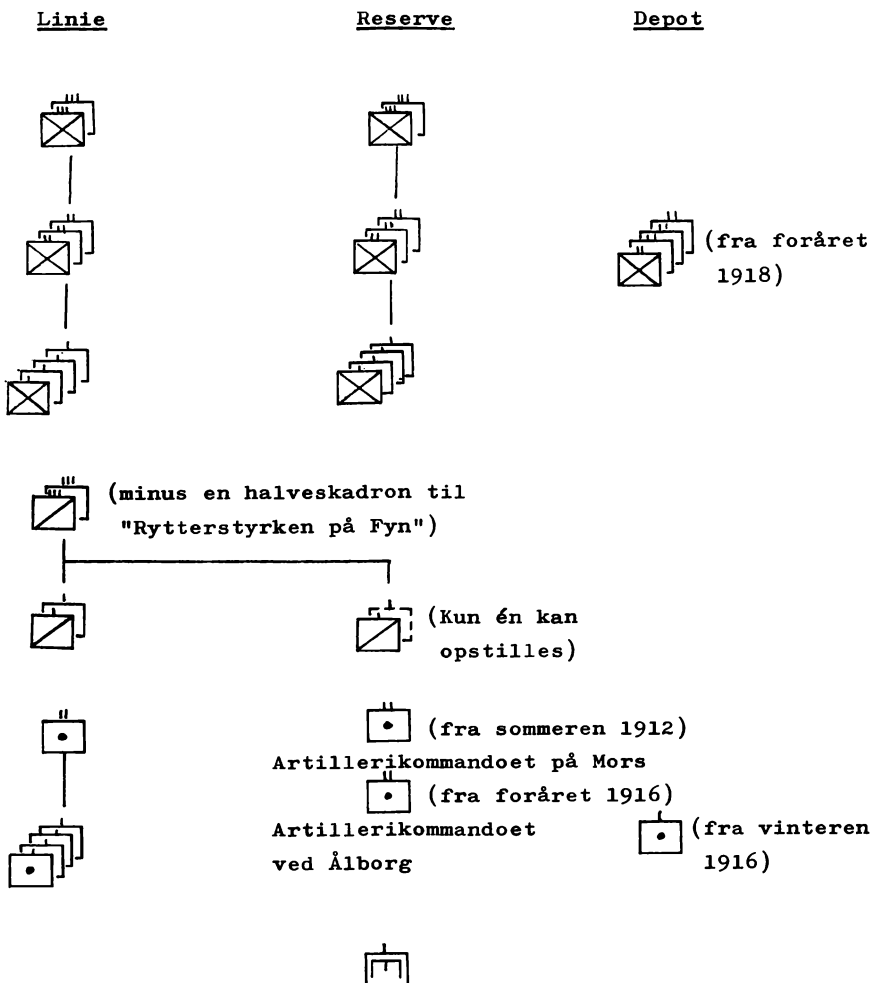 Linie Reserve Depot
(fra foråret
1918)
(minus en halveskadron til
"Rytterstyrken på Fyn")
(Kun én kan
opstilles)
(fra sommeren 1912)
Artillerikommandoet på Mors
(fra foråret 1916)
Artillerikommandoet
ved Ålborg
(fra vinteren
1916)